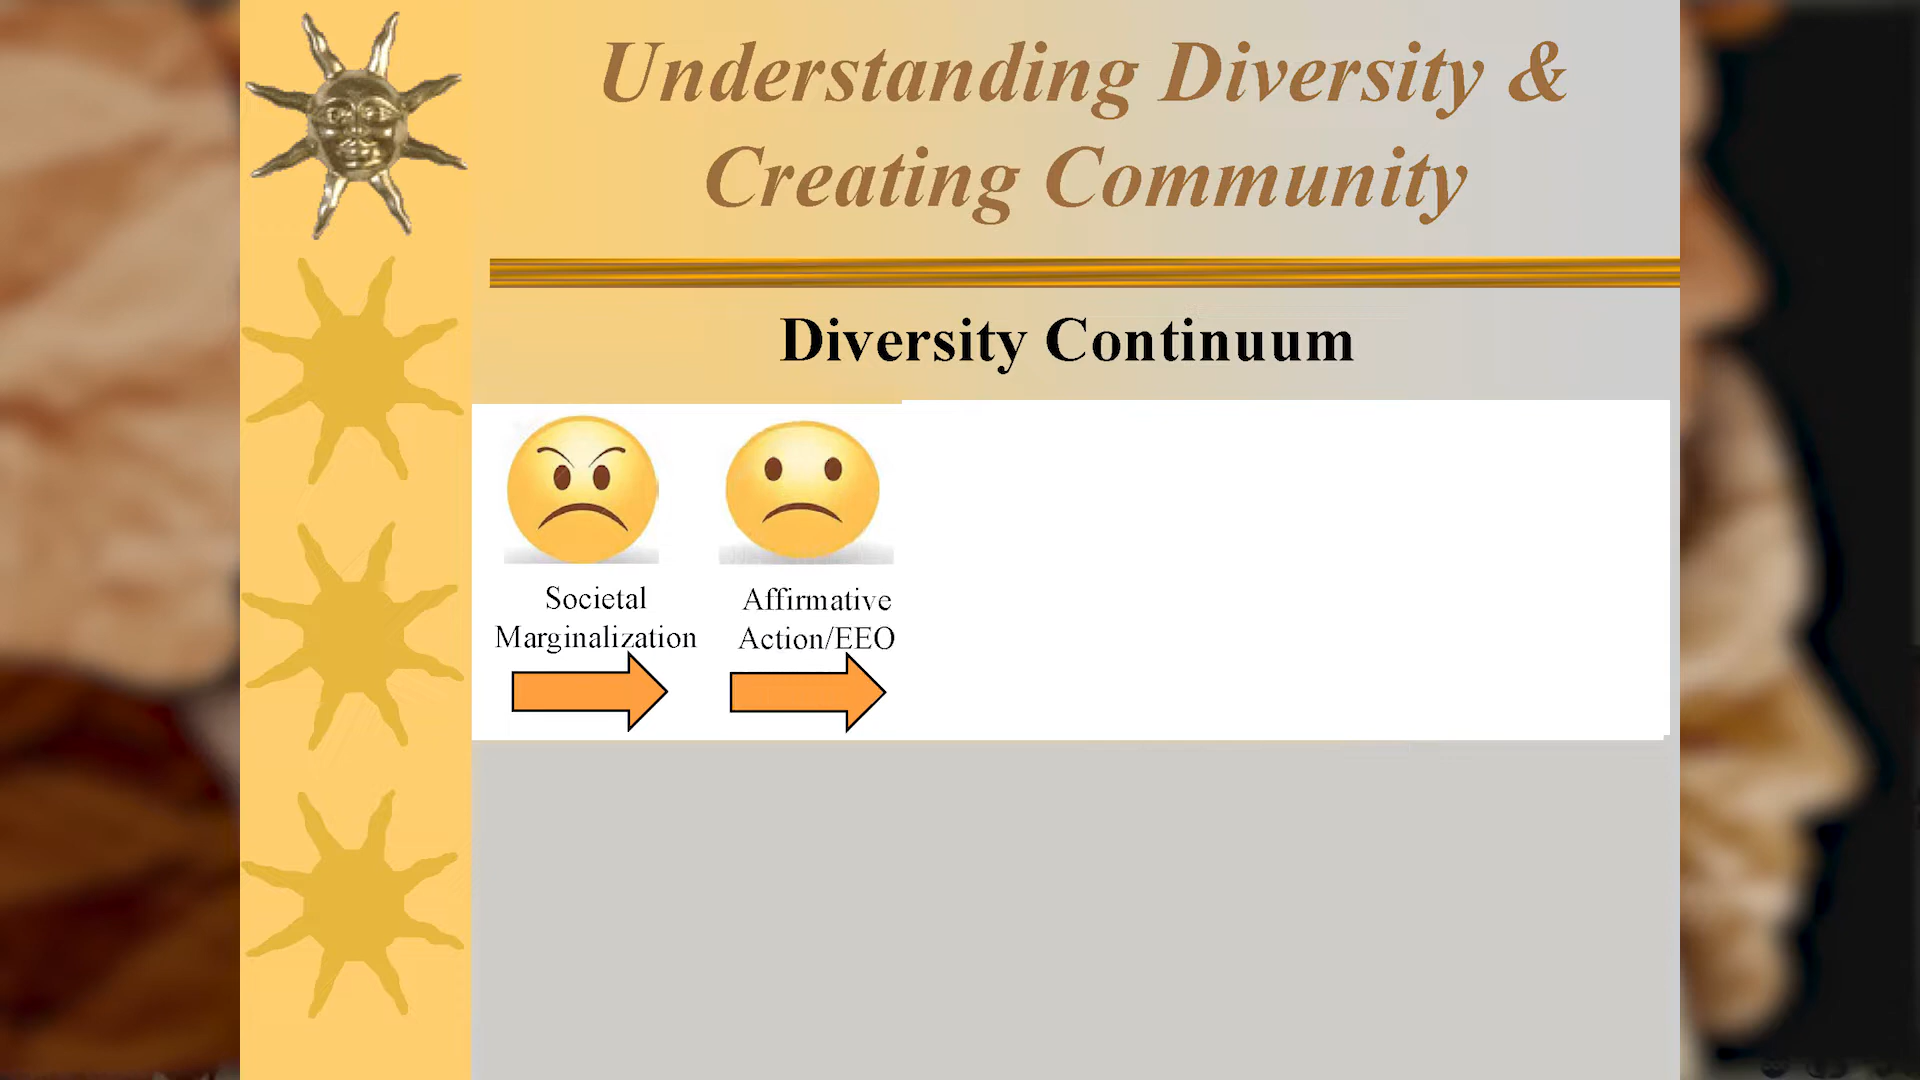 Understanding Diversity &
Creating Community
Diversity Continuum
Societal
Marginalization
Affirmative
Action/EEO